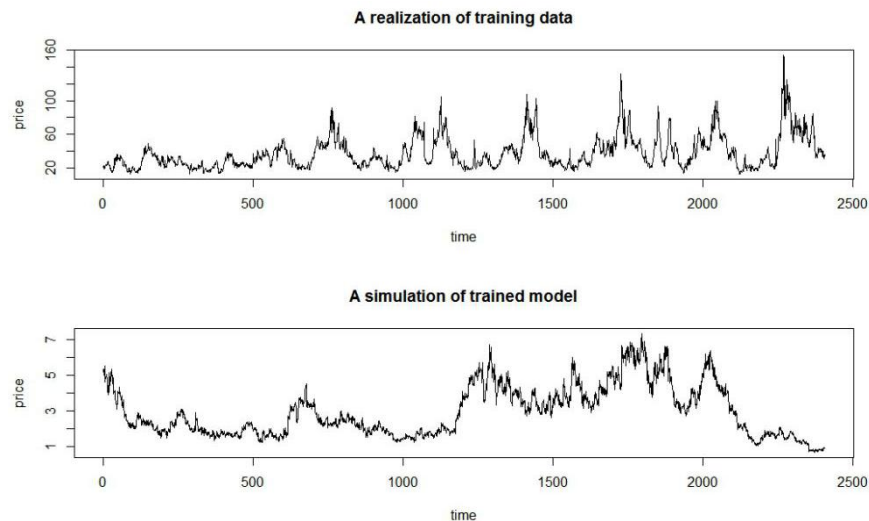 A realization of training data
160
100
60
20
price
0 500 1000 1500 2000 2500
time
A simulation of trained model
7
5
3
1
price
0 500 1000 1500 2000 2500
time